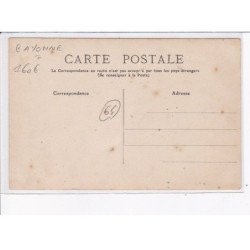 BAYONNE
CARTE POSTALE
La Correspondance au recto n'est pas acceptée par tous les pays étrangers
(Se renseigner à la Poste)
Correspondance
Adresse
64